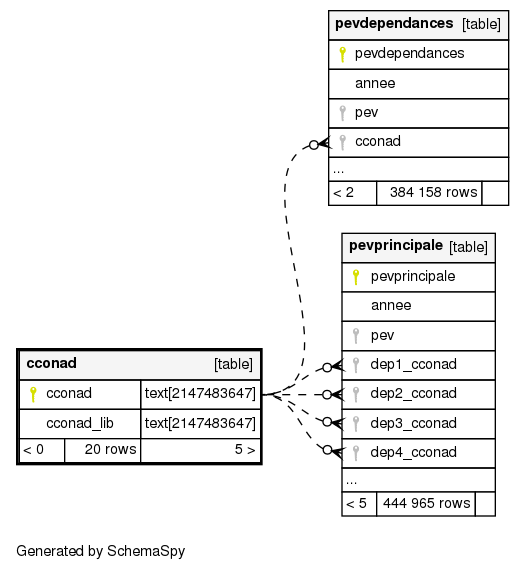 pevdependances [table]
pevdependances
annee
pev
cconad
...
< 2 384 158 rows
pevprincipale [table]
pevprincipale
annee
pev
dep1_cconad
dep2_cconad
dep3_cconad
dep4_cconad
...
< 5 444 965 rows
cconad [table]
cconad text[2147483647]
cconad_lib text[2147483647]
< 0 20 rows 5 >
Generated by SchemaSpy